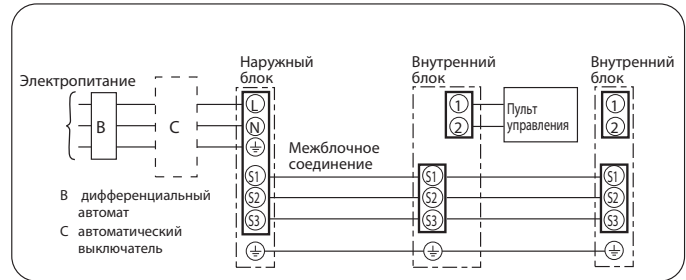 Наружный
блок
Внутренний
блок
Внутренний
блок
Электропитание
L
N
B
C
1
2
Пульт
управления
1
2
Межблочное
соединение
S1
S2
S3
S1
S2
S3
S1
S2
S3
B дифференциальный
автомат
C автоматический
выключатель